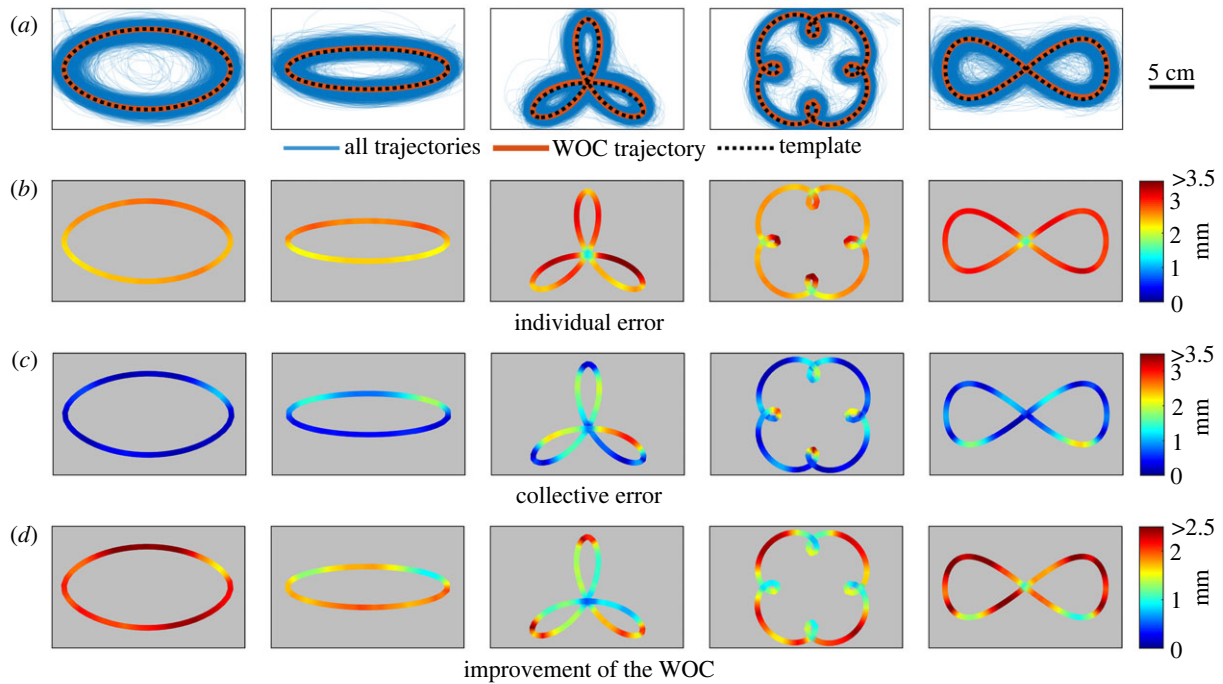 (a)
5 cm
all trajectories WOC trajectory template
(b)
>3.5
3
2
1
0
mm
individual error
(c)
>3.5
3
2
1
0
mm
collective error
(d)
>2.5
2
1
0
mm
improvement of the WOC